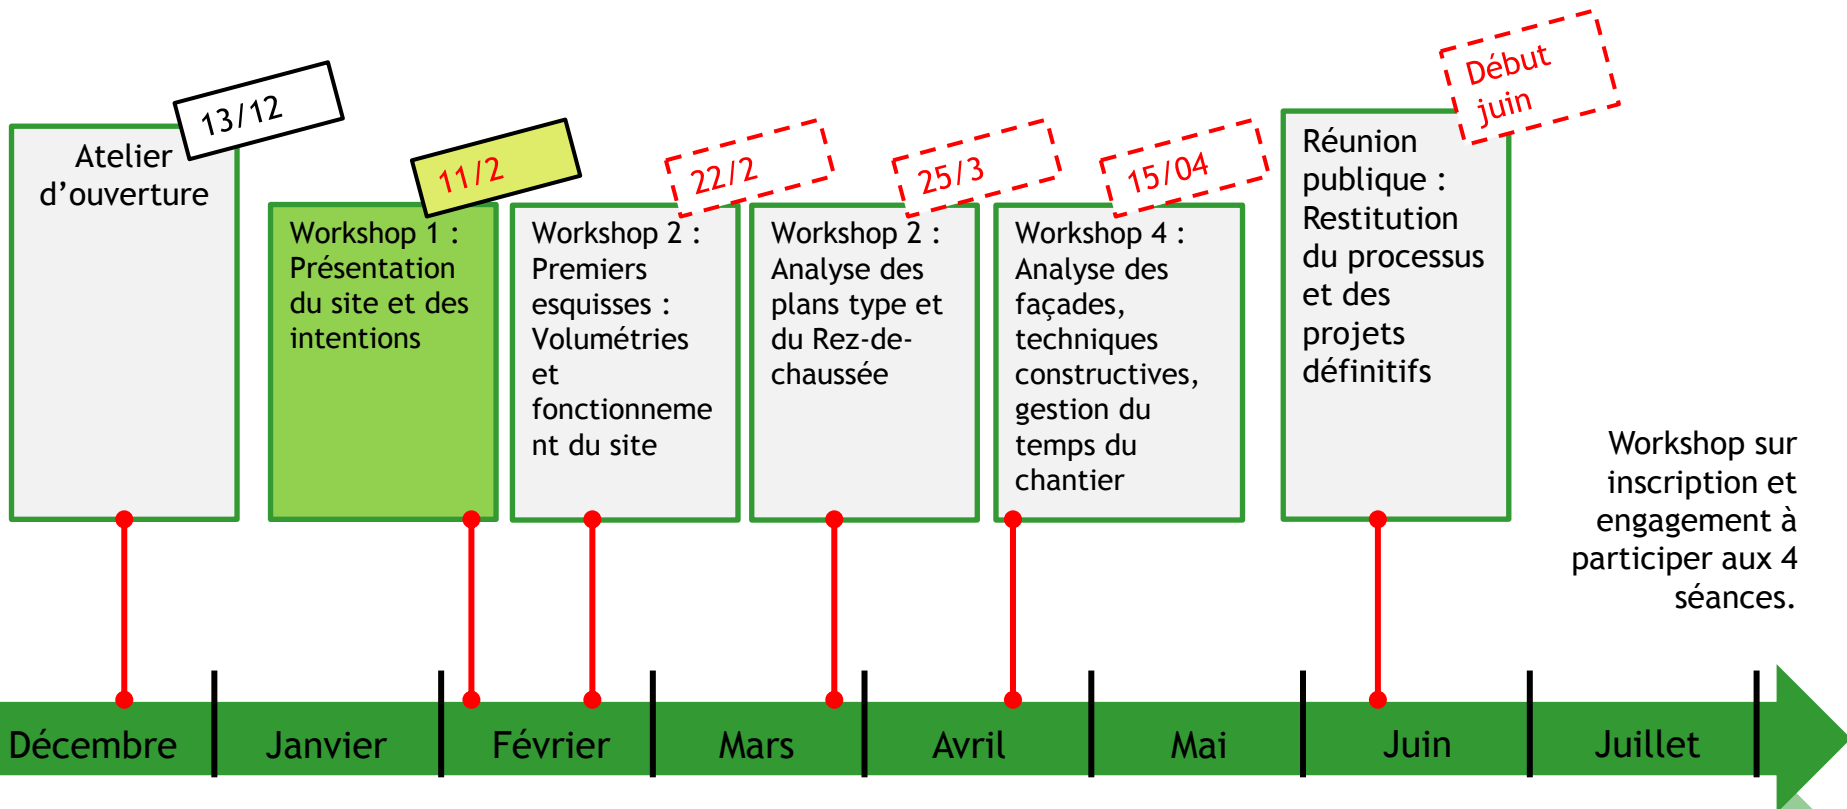 13/12
Atelier
d’ouverture
11/2
Workshop 1 :
Présentation
du site et des
intentions
22/2
Workshop 2 :
Premiers
esquisses :
Volumétries
et
fonctionneme
nt du site
25/3
Workshop 2 :
Analyse des
plans type et
du Rez-de-
chaussée
15/04
Workshop 4 :
Analyse des
façades,
techniques
constructives,
gestion du
temps du
chantier
Début
juin
Réunion
publique :
Restitution
du processus
et des
projets
définitifs
Workshop sur
inscription et
engagement à
participer aux 4
séances.
Décembre
Janvier
Février
Mars
Avril
Mai
Juin
Juillet